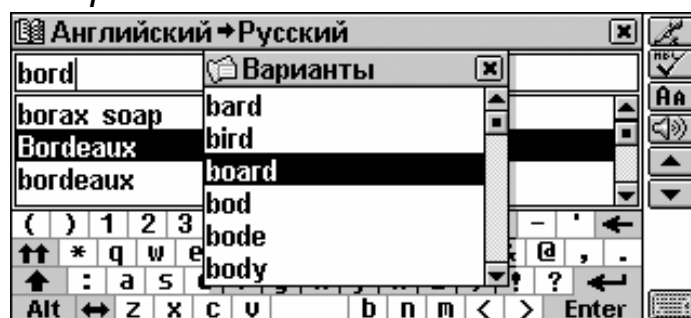 Английский→Русский
bord
Варианты
borax soap
Bordeaux
bordeaux
bard
bird
board
bod
bode
body
( ) 1 2 3 - '
* q w e @ , .
: a s ! ?
Alt z x c v b n m < > Enter
АБС
Aa